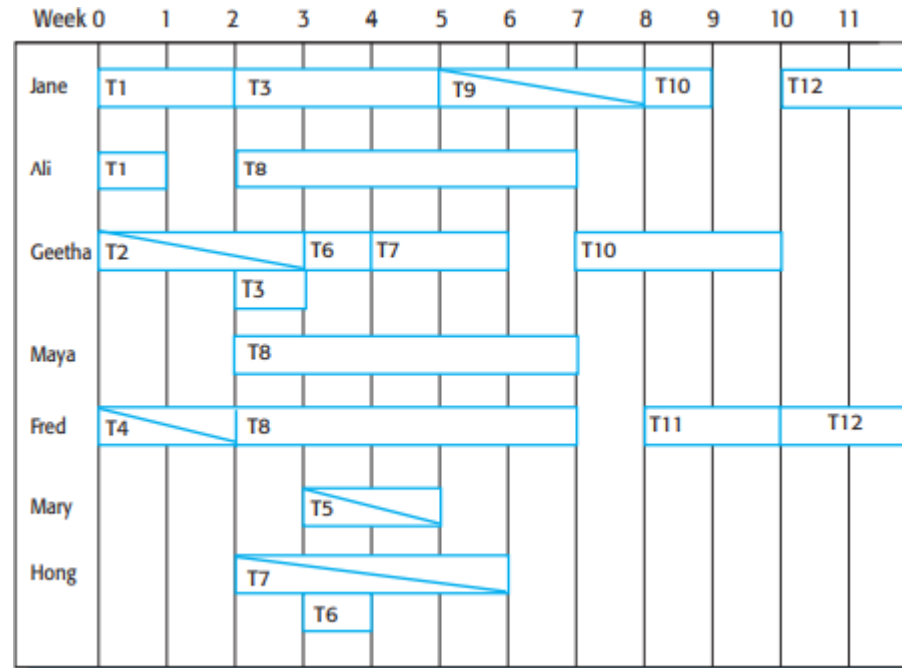 Week 0 1 2 3 4 5 6 7 8 9 10 11
Jane T1 T3 T9 T10 T12
Ali T1 T8
Geetha T2 T6 T7 T10
T3
Maya T8
Fred T4 T8 T11 T12
Mary T5
Hong T7
T6